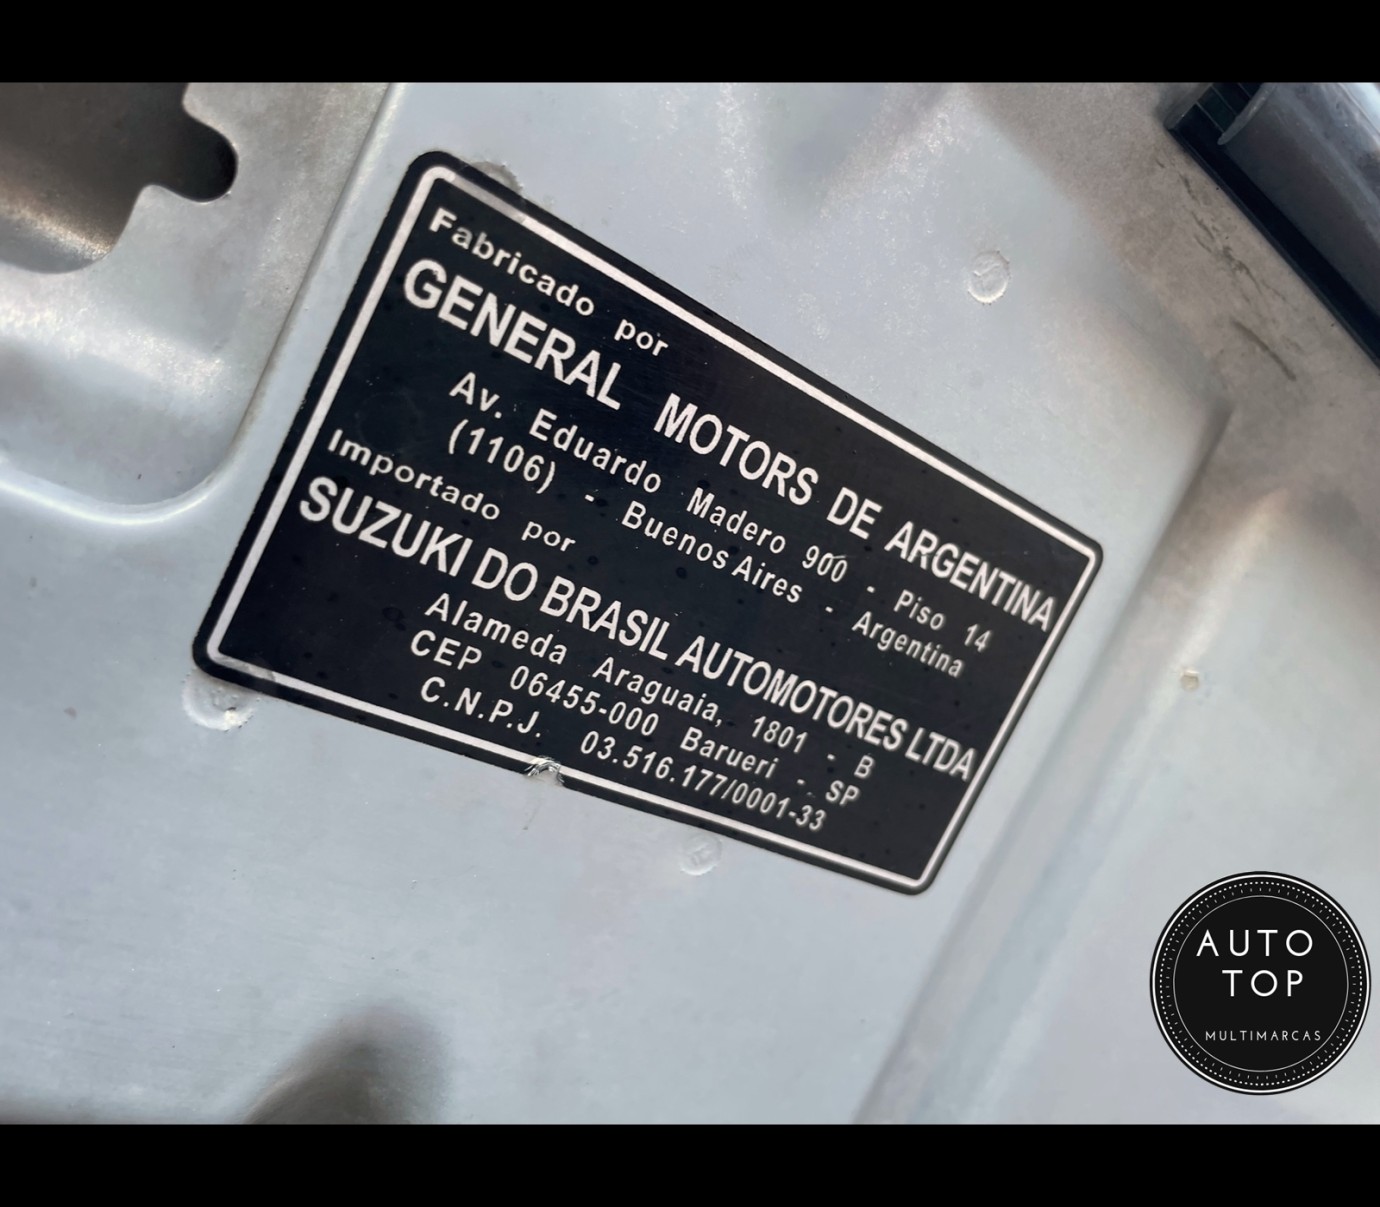 Fabricado por
GENERAL MOTORS DE ARGENTINA
Av. Eduardo Madero 900 - Piso 14
(1106) - Buenos Aires - Argentina
Importado por
SUZUKI DO BRASIL AUTOMOTORES LTDA
Alameda Araguaia, 1801 - B
CEP 06455-000 Barueri - SP
C.N.P.J. 03.516.177/0001-33
AUTO
TOP
MULTIMARCAS